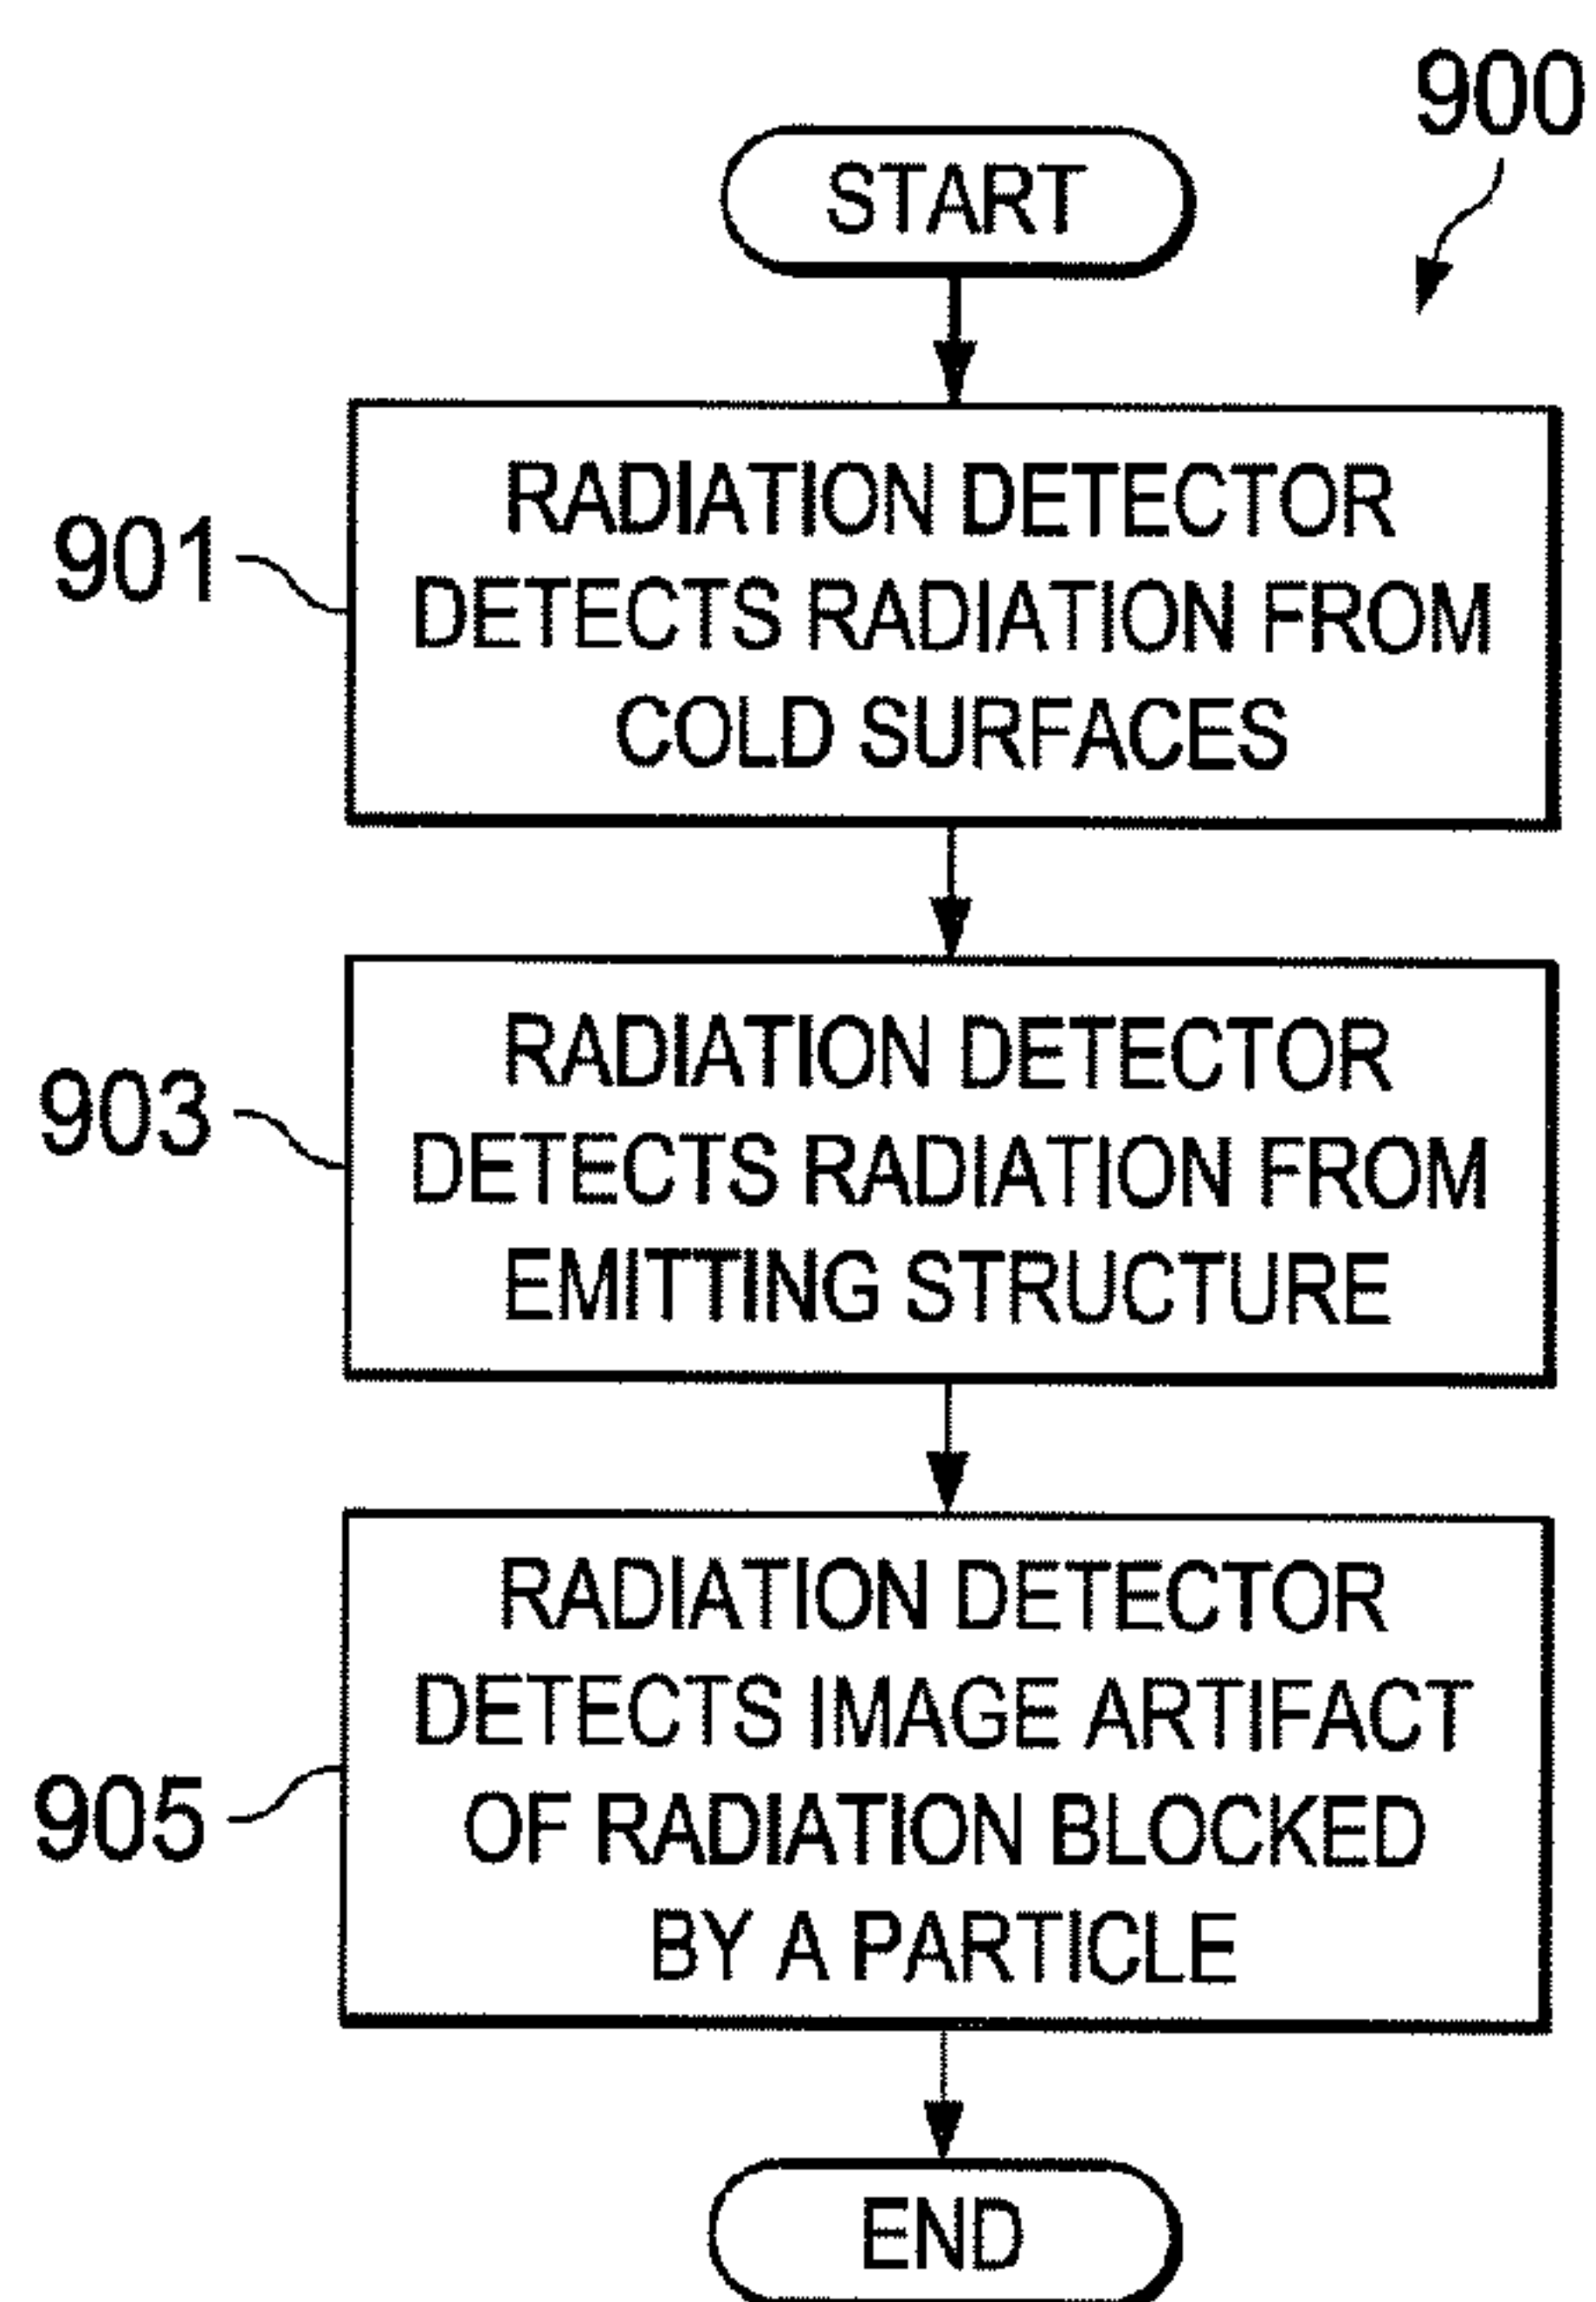 900
START
901
RADIATION DETECTOR
DETECTS RADIATION FROM
COLD SURFACES
903
RADIATION DETECTOR
DETECTS RADIATION FROM
EMITTING STRUCTURE
905
RADIATION DETECTOR
DETECTS IMAGE ARTIFACT
OF RADIATION BLOCKED
BY A PARTICLE
END